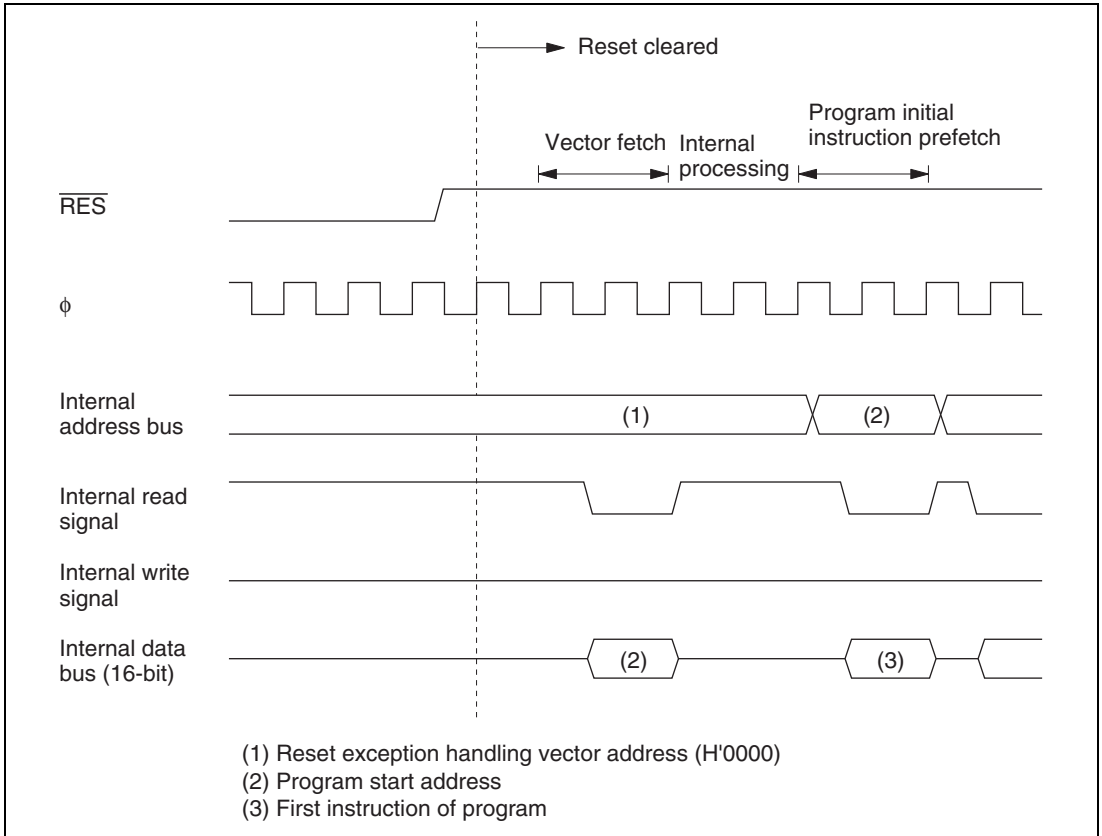 Reset cleared
Program initial
instruction prefetch
Vector fetch
Internal
processing
RES
ϕ
Internal
address bus
(1)
(2)
Internal read
signal
Internal write
signal
Internal data
bus (16-bit)
(2)
(3)
(1) Reset exception handling vector address (H'0000)
(2) Program start address
(3) First instruction of program